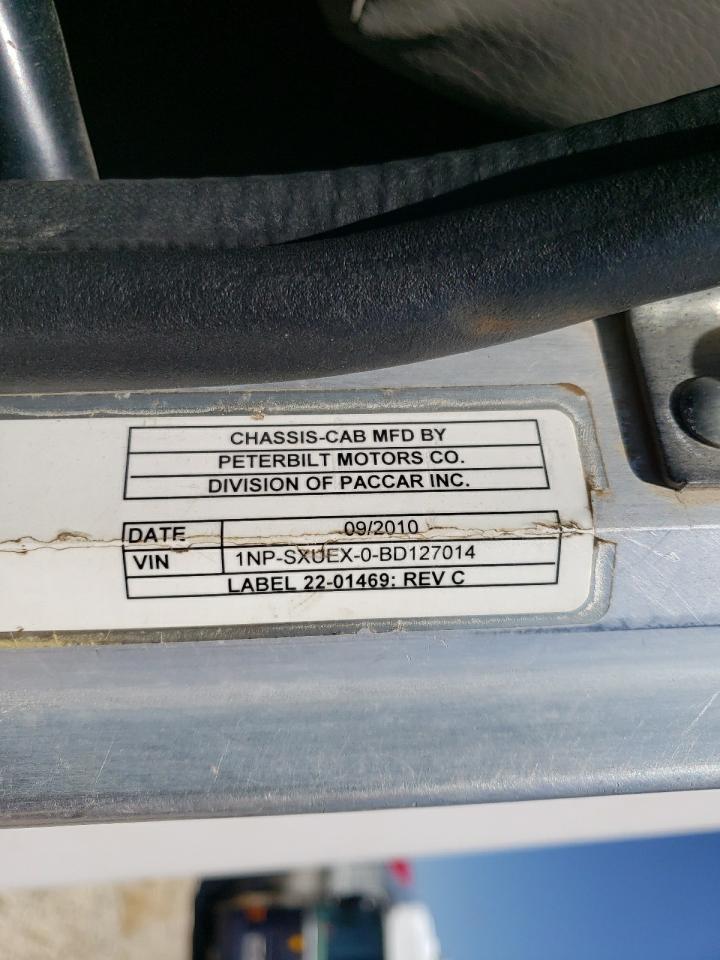 CHASSIS-CAB MFD BY
PETERBILT MOTORS CO.
DIVISION OF PACCAR INC.
DATE 09/2010
VIN 1NP-SXUEX-0-BD127014
LABEL 22-01469: REV C